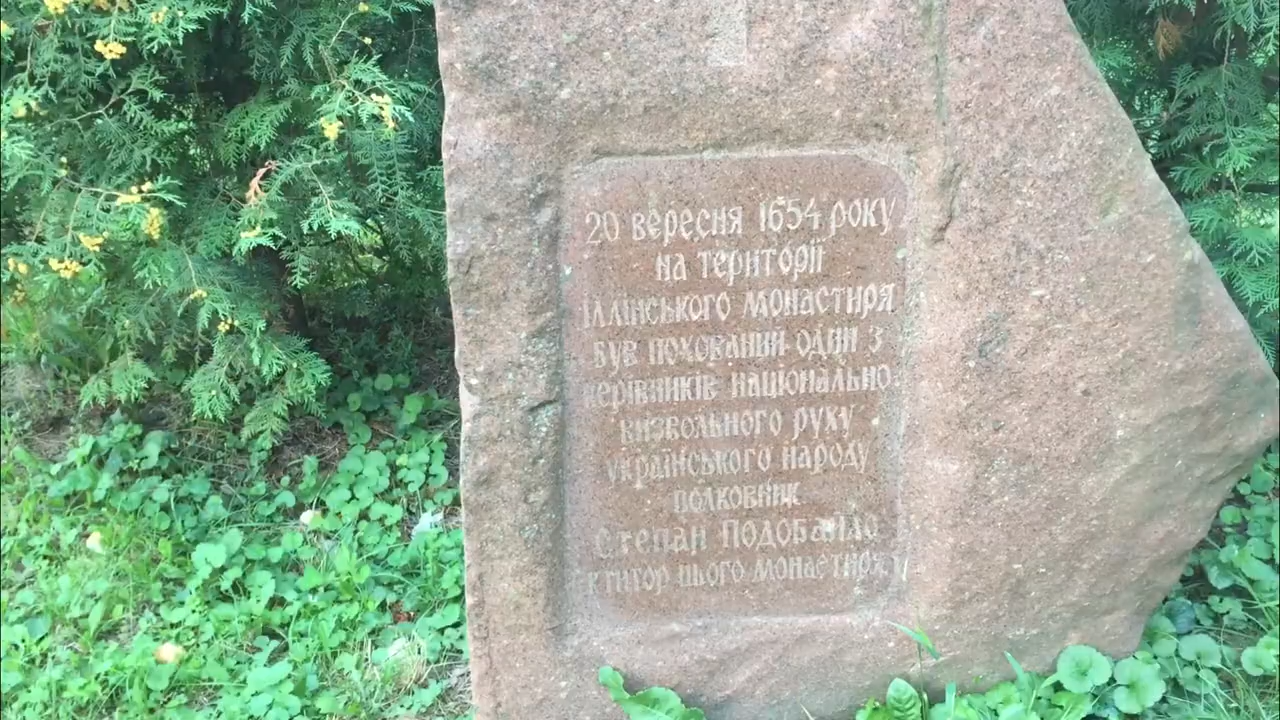 20 вересня 1654 року
на території
Іллінського монастиря
був похований один з
керівників національно-
визвольного руху
українського народу
полковник
Степан Подобайло
ктитор цього монастиря